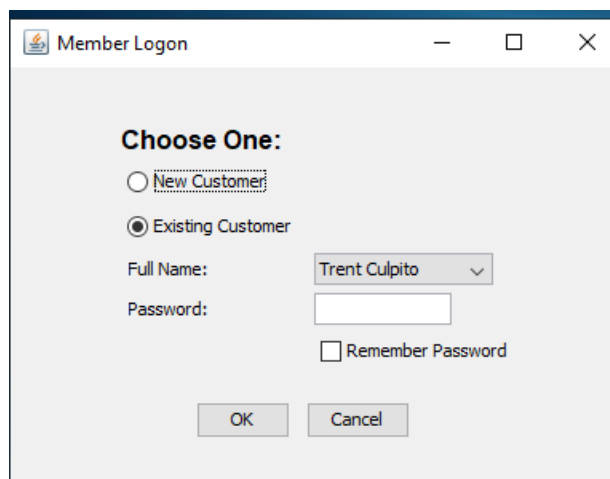 Member Logon
Choose One:
New Customer
Existing Customer
Full Name: Trent Culpito
Password:
Remember Password
OK Cancel